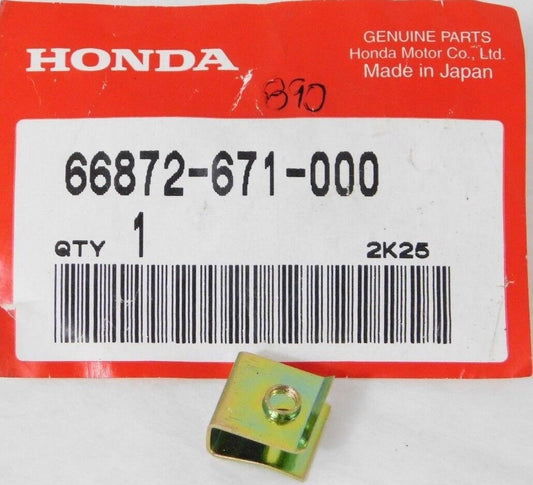 HONDA
GENUINE PARTS
Honda Motor Co., Ltd.
Made in Japan
890
66872-671-000
QTY 1
2K25